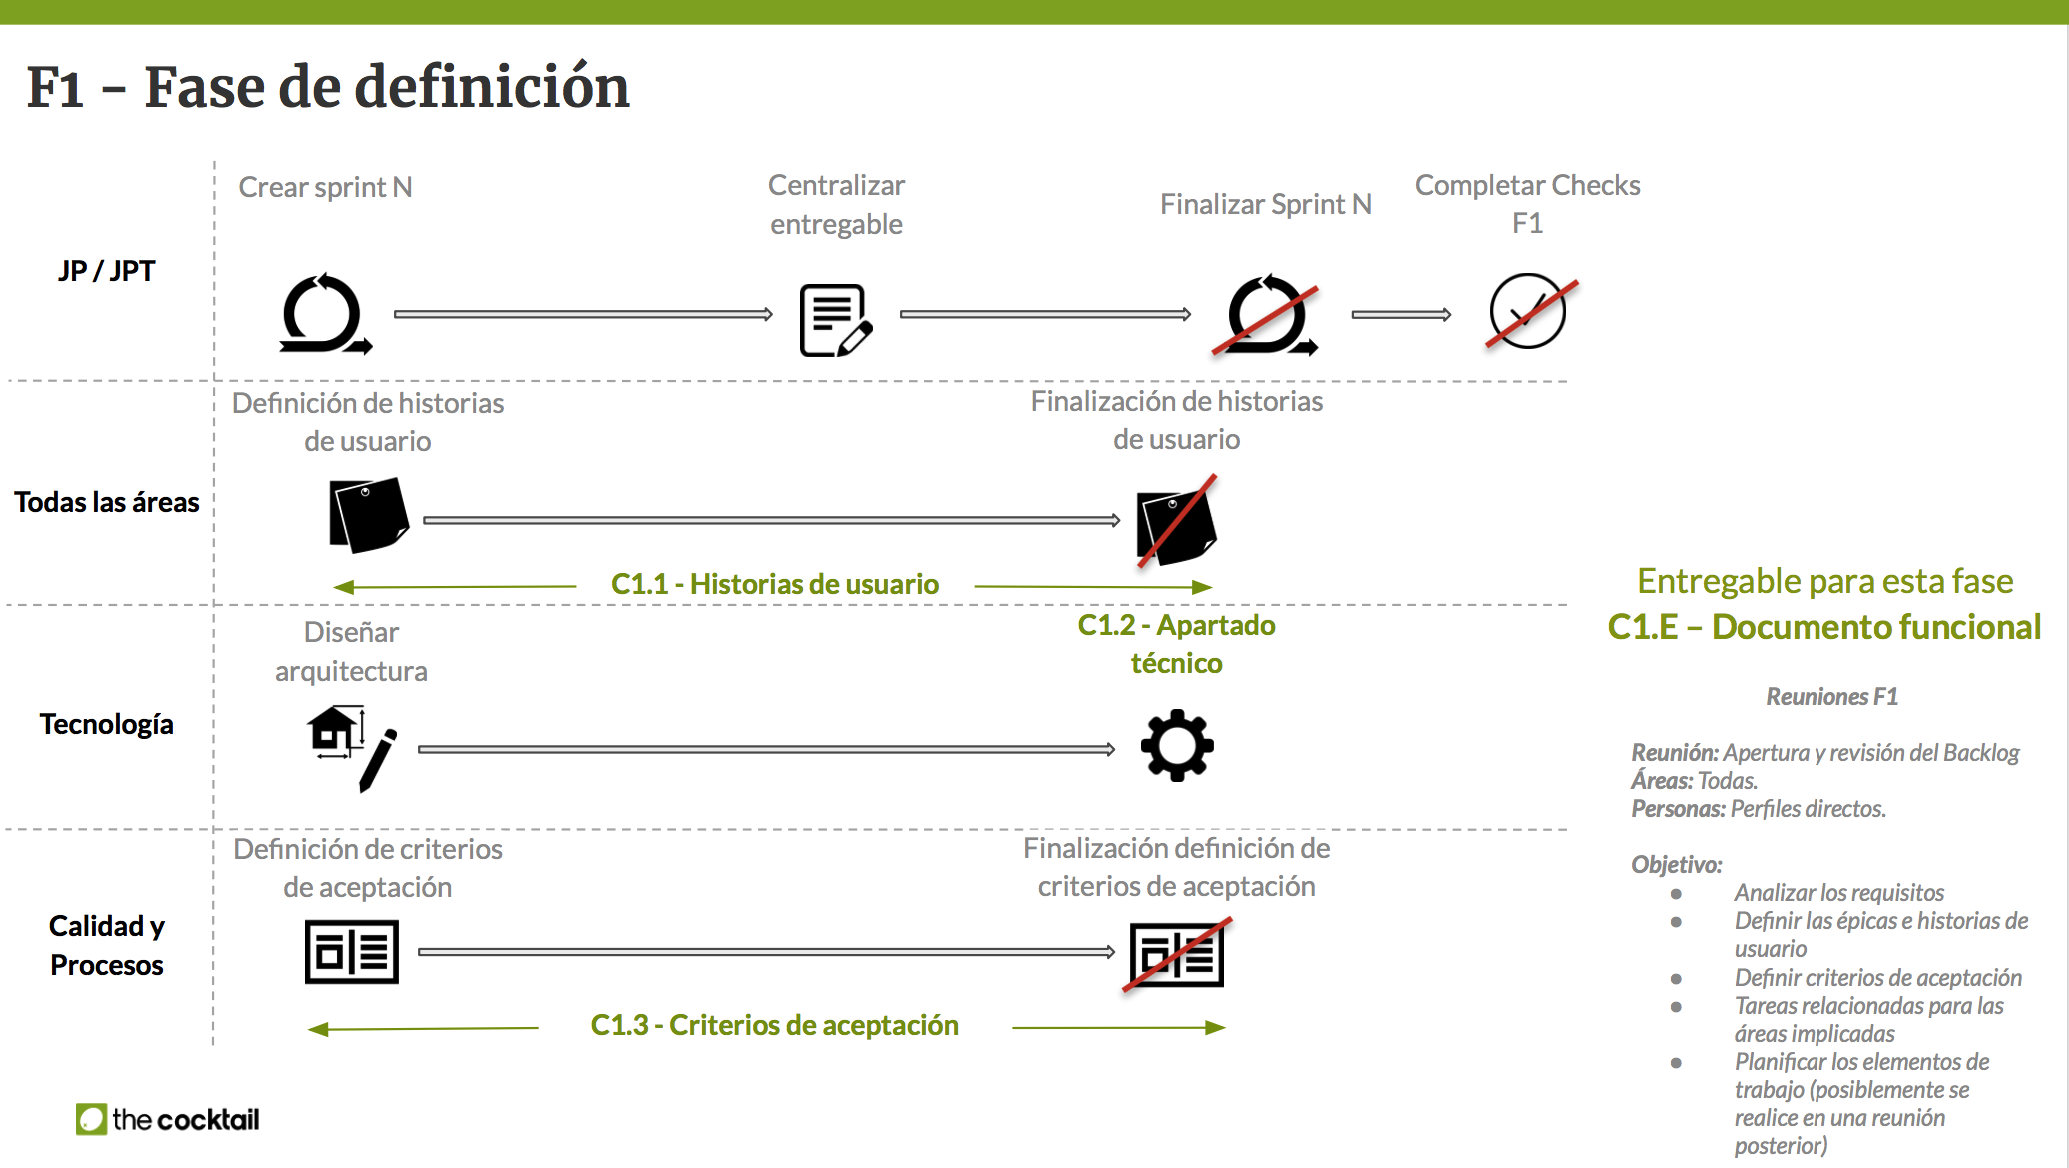 F1 – Fase de definición
JP / JPT
Crear sprint N
Centralizar
entregable
Finalizar Sprint N
Completar Checks
F1
Todas las áreas
Definición de historias
de usuario
Finalización de historias
de usuario
C1.1 - Historias de usuario
Tecnología
Diseñar
arquitectura
C1.2 - Apartado
técnico
Calidad y
Procesos
Definición de criterios
de aceptación
Finalización definición de
criterios de aceptación
C1.3 - Criterios de aceptación
Entregable para esta fase
C1.E – Documento funcional
Reuniones F1
Reunión: Apertura y revisión del Backlog
Áreas: Todas.
Personas: Perfiles directos.
Objetivo:
● Analizar los requisitos
● Definir las épicas e historias de
usuario
● Definir criterios de aceptación
● Tareas relacionadas para las
áreas implicadas
● Planificar los elementos de
trabajo (posiblemente se
realice en una reunión
posterior)
the cocktail